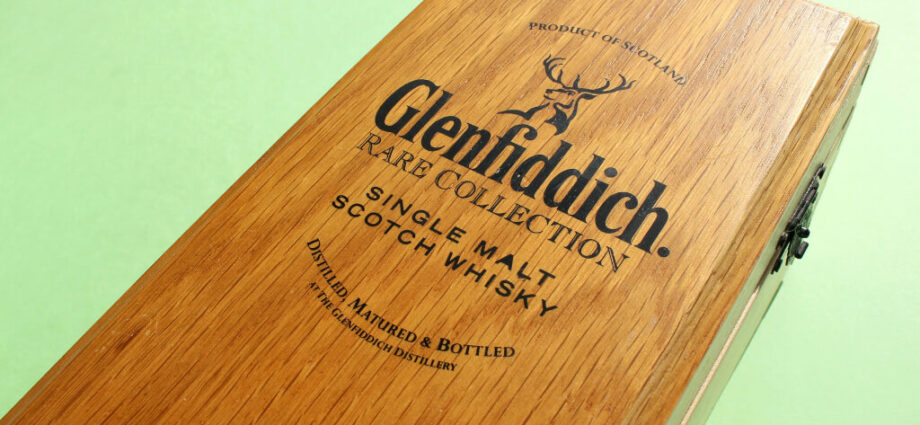 PRODUCT OF SCOTLAND
Glenfiddich.
RARE COLLECTION
SINGLE MALT
SCOTCH WHISKY
DISTILLED, MATURED & BOTTLED
AT THE GLENFIDDICH DISTILLERY